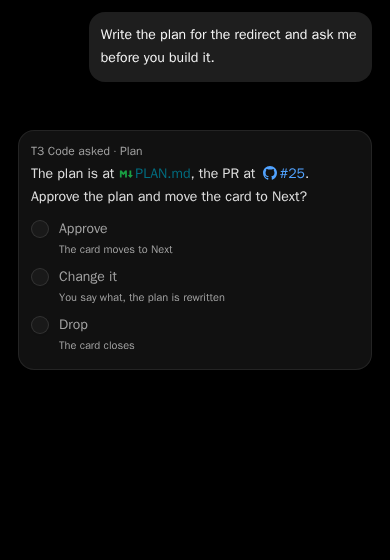 Write the plan for the redirect and ask me
before you build it.
T3 Code asked · Plan
The plan is at M↓ PLAN.md, the PR at #25.
Approve the plan and move the card to Next?
Approve
The card moves to Next
Change it
You say what, the plan is rewritten
Drop
The card closes